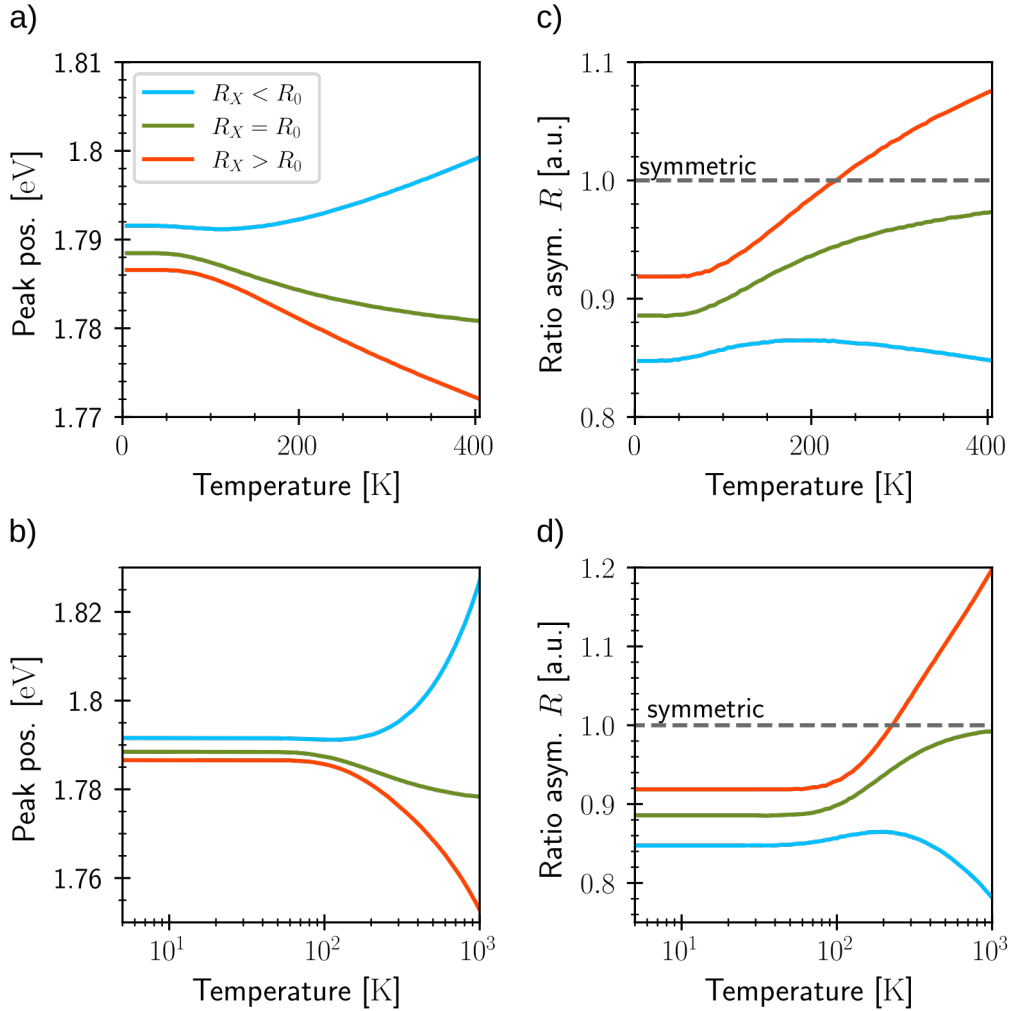 a)
1.81
1.8
1.79
1.78
1.77
Peak pos. [eV]
R_X < R_0
R_X = R_0
R_X > R_0
0
200
400
Temperature [K]
c)
1.1
1.0
0.9
0.8
Ratio asym. R [a.u.]
symmetric
0
200
400
Temperature [K]
b)
1.82
1.8
1.78
1.76
Peak pos. [eV]
10^1
10^2
10^3
Temperature [K]
d)
1.2
1.1
1.0
0.9
0.8
Ratio asym. R [a.u.]
symmetric
10^1
10^2
10^3
Temperature [K]